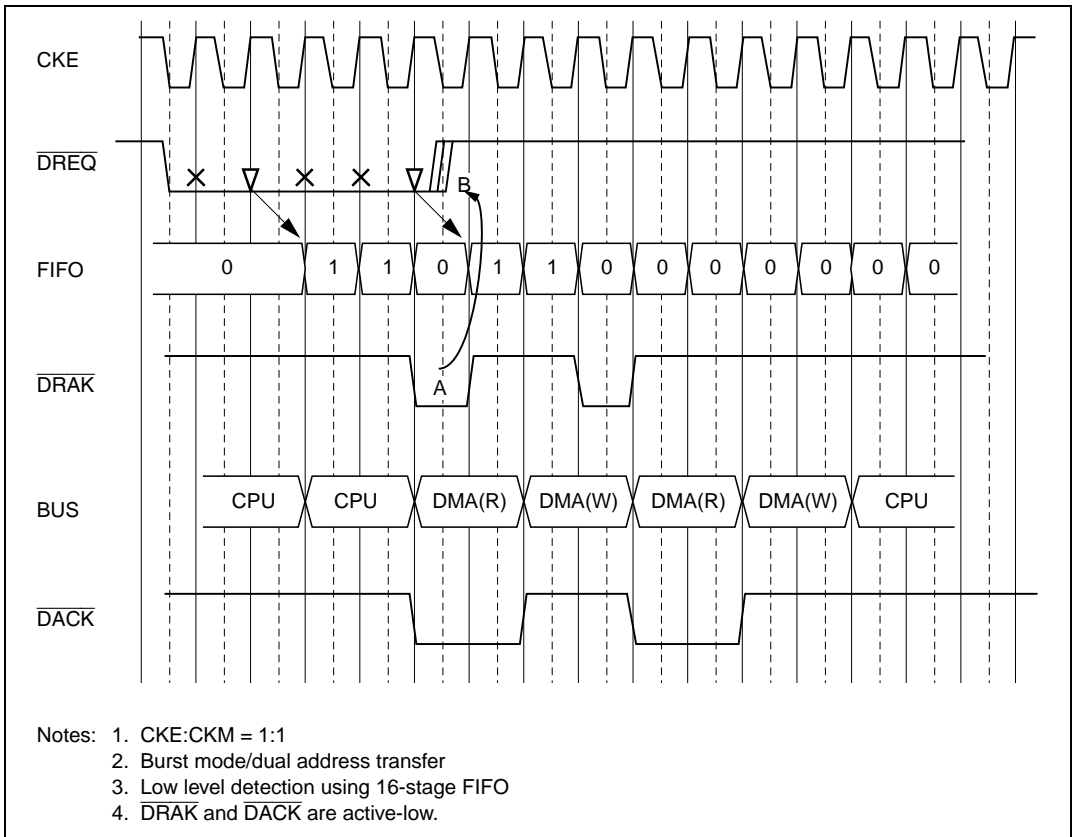 CKE
DREQ
B
FIFO
0 1 1 0 1 1 0 0 0 0 0 0 0
DRAK
A
BUS
CPU CPU DMA(R) DMA(W) DMA(R) DMA(W) CPU
DACK
Notes: 1. CKE:CKM = 1:1
2. Burst mode/dual address transfer
3. Low level detection using 16-stage FIFO
4. DRAK and DACK are active-low.